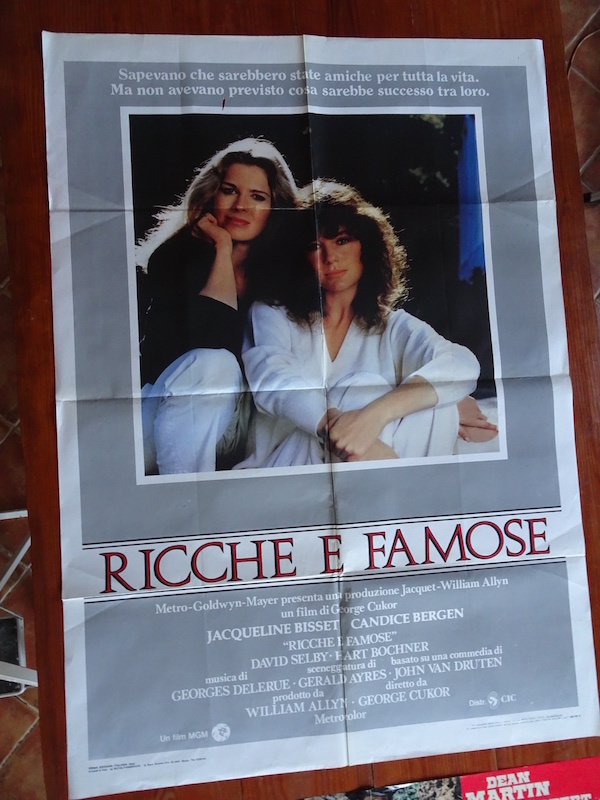 Sapevano che sarebbero state amiche per tutta la vita.
Ma non avevano previsto cosa sarebbe successo tra loro.
RICCHE E FAMOSE
Metro-Goldwyn-Mayer presenta una produzione Jacquet-William Allyn
un film di George Cukor
JACQUELINE BISSET CANDICE BERGEN
"RICCHE E FAMOSE"
DAVID SELBY · HART BOCHNER
musica di sceneggiatura di basato su una commedia di
GEORGES DELERUE · GERALD AYRES · JOHN VAN DRUTEN
prodotto da diretto da
WILLIAM ALLYN · GEORGE CUKOR
Metrocolor
Un film MGM
Distr. CIC
DEAN
MARTIN